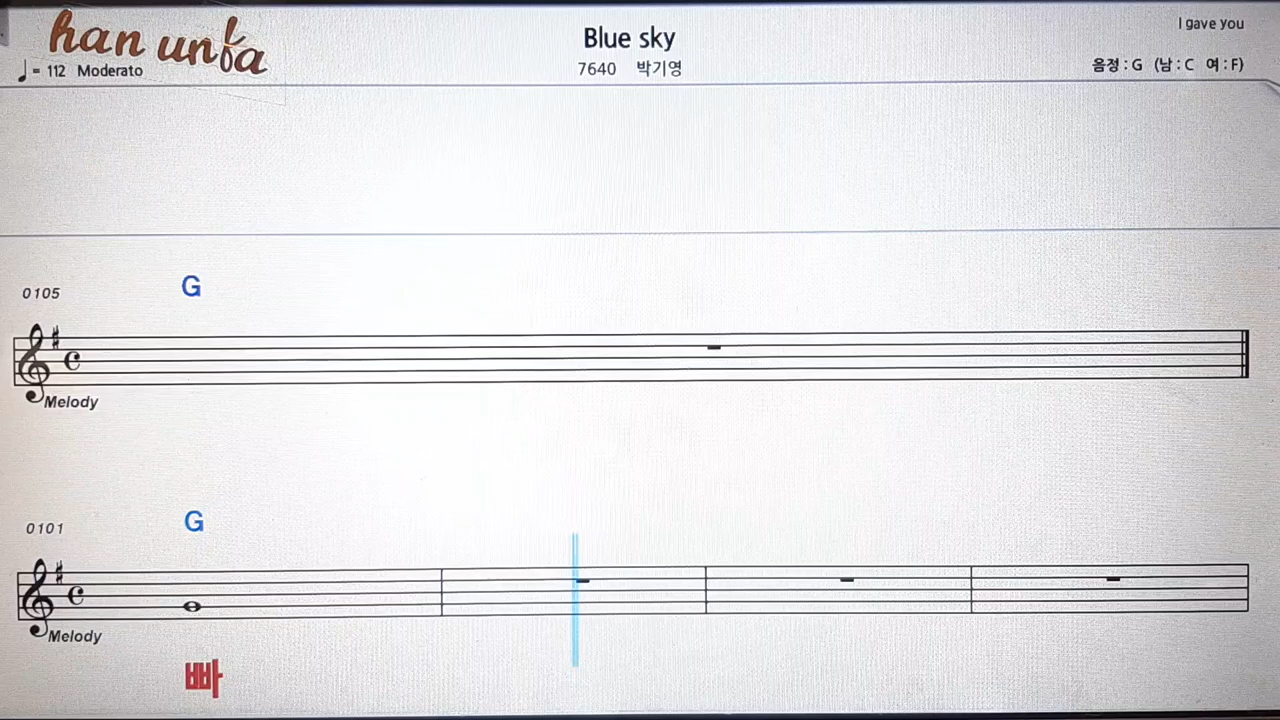 han unfa
Blue sky
I gave you
♩ = 112 Moderato
7640 박기영
음정 : G (남 : C 여 : F)
0105
G
Melody
0101
G
Melody
빠